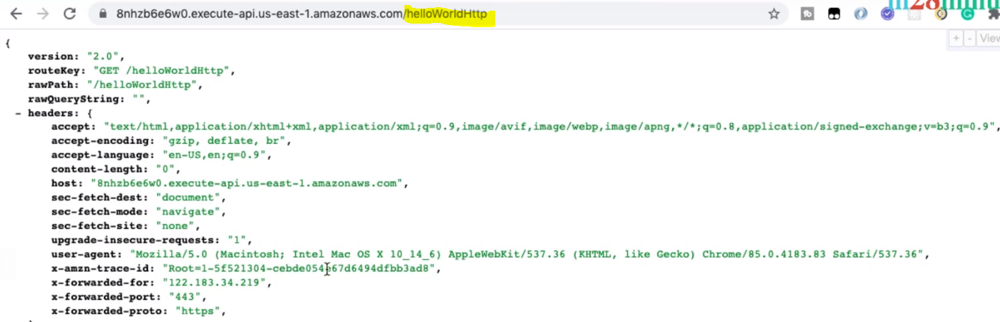 8nhzb6e6w0.execute-api.us-east-1.amazonaws.com/helloWorldHttp
+ - View
{
version: "2.0",
routeKey: "GET /helloWorldHttp",
rawPath: "/helloWorldHttp",
rawQueryString: "",
- headers: {
accept: "text/html,application/xhtml+xml,application/xml;q=0.9,image/avif,image/webp,image/apng,*/*;q=0.8,application/signed-exchange;v=b3;q=0.9",
accept-encoding: "gzip, deflate, br",
accept-language: "en-US,en;q=0.9",
content-length: "0",
host: "8nhzb6e6w0.execute-api.us-east-1.amazonaws.com",
sec-fetch-dest: "document",
sec-fetch-mode: "navigate",
sec-fetch-site: "none",
upgrade-insecure-requests: "1",
user-agent: "Mozilla/5.0 (Macintosh; Intel Mac OS X 10_14_6) AppleWebKit/537.36 (KHTML, like Gecko) Chrome/85.0.4183.83 Safari/537.36",
x-amzn-trace-id:
x-forwarded-for: "122.183.34.219",
x-forwarded-port: "443",
x-forwarded-proto: "https",